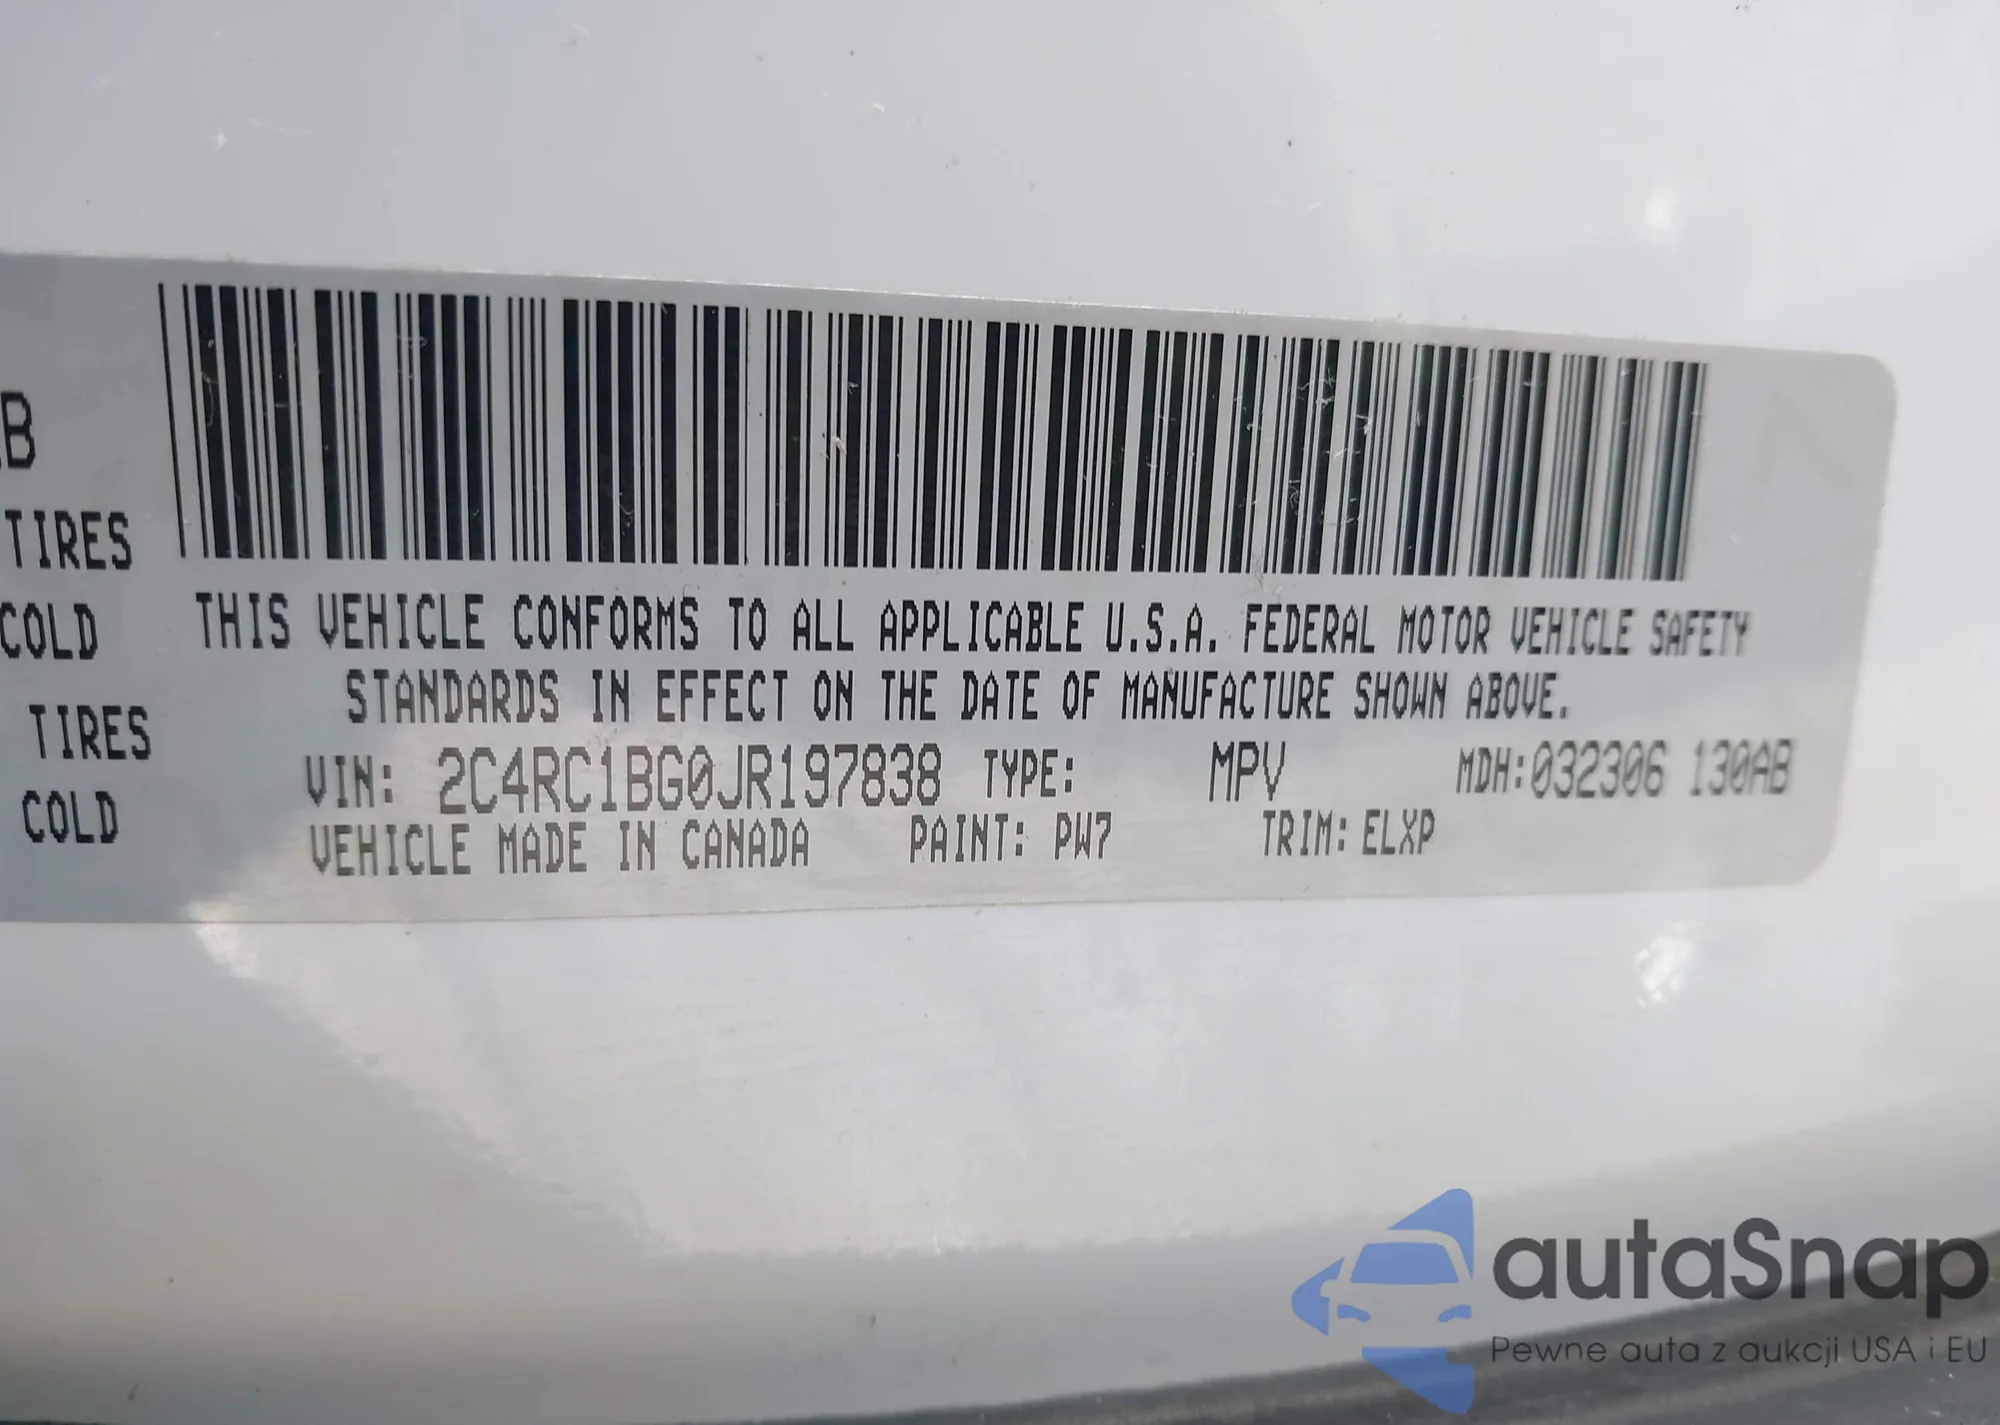 B
TIRES
COLD
TIRES
COLD
THIS VEHICLE CONFORMS TO ALL APPLICABLE U.S.A. FEDERAL MOTOR VEHICLE SAFETY
STANDARDS IN EFFECT ON THE DATE OF MANUFACTURE SHOWN ABOVE.
VIN: 2C4RC1BG0JR197838 TYPE: MPV MDH:032306 130AB
VEHICLE MADE IN CANADA PAINT: PW7 TRIM: ELXP
autaSnap
Pewne auta z aukcji USA i EU